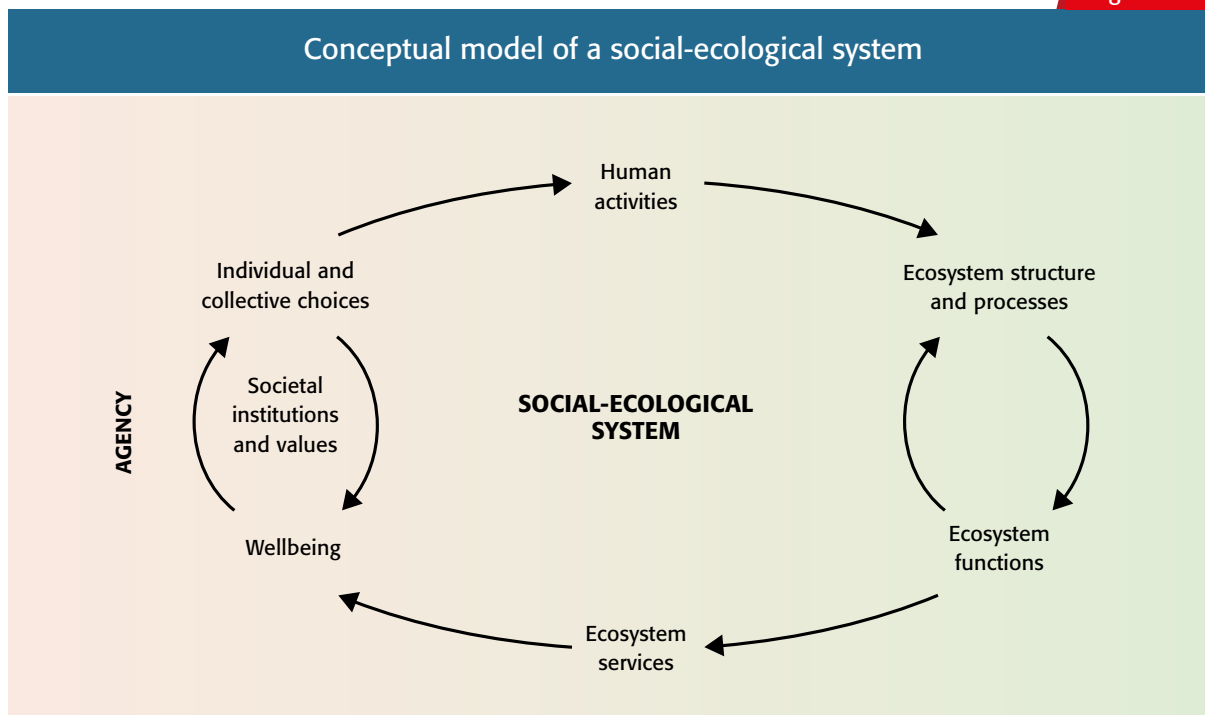 Conceptual model of a social-ecological system
Human
activities
Individual and
collective choices
Ecosystem structure
and processes
AGENCY
Societal
institutions
and values
SOCIAL-ECOLOGICAL
SYSTEM
Wellbeing
Ecosystem
functions
Ecosystem
services